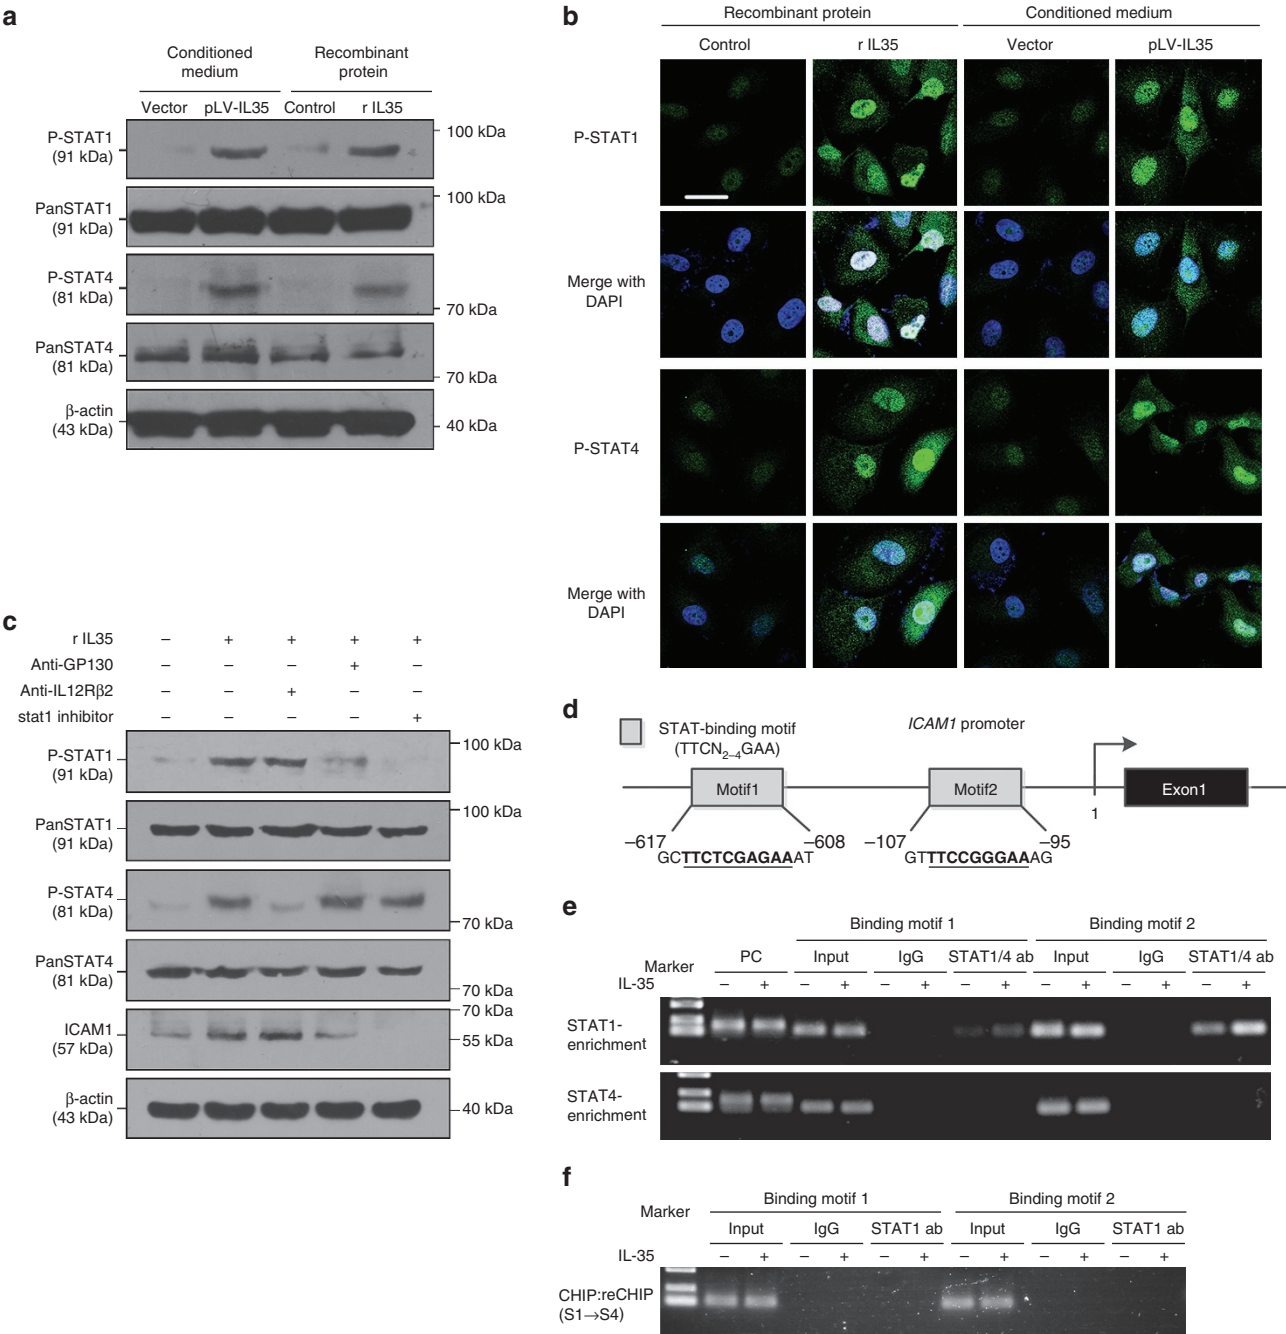 a
Conditioned medium
Recombinant protein
Vector pLV-IL35 Control r IL35
P-STAT1 (91 kDa)
100 kDa
PanSTAT1 (91 kDa)
100 kDa
P-STAT4 (81 kDa)
70 kDa
PanSTAT4 (81 kDa)
70 kDa
β-actin (43 kDa)
40 kDa
b
Recombinant protein Conditioned medium
Control r IL35 Vector pLV-IL35
P-STAT1
Merge with DAPI
P-STAT4
Merge with DAPI
c
r IL35 – + + + +
Anti-GP130 – – – + –
Anti-IL12Rβ2 – – + – –
stat1 inhibitor – – – – +
P-STAT1 (91 kDa)
100 kDa
PanSTAT1 (91 kDa)
100 kDa
P-STAT4 (81 kDa)
70 kDa
PanSTAT4 (81 kDa)
70 kDa
70 kDa
ICAM1 (57 kDa)
55 kDa
β-actin (43 kDa)
40 kDa
d
STAT-binding motif (TTCN2–4GAA)
ICAM1 promoter
Motif1 Motif2 Exon1
1
–617 –608 –107 –95
GCTTCTCGAGAAAT GTTTCCGGGAAAG
e
Binding motif 1 Binding motif 2
Marker PC Input IgG STAT1/4 ab Input IgG STAT1/4 ab
IL-35 – + – + – + – + – + – + – +
STAT1-enrichment
STAT4-enrichment
f
Binding motif 1 Binding motif 2
Marker
Input IgG STAT1 ab Input IgG STAT1 ab
IL-35 – + – + – + – + – + – +
CHIP:reCHIP (S1→S4)